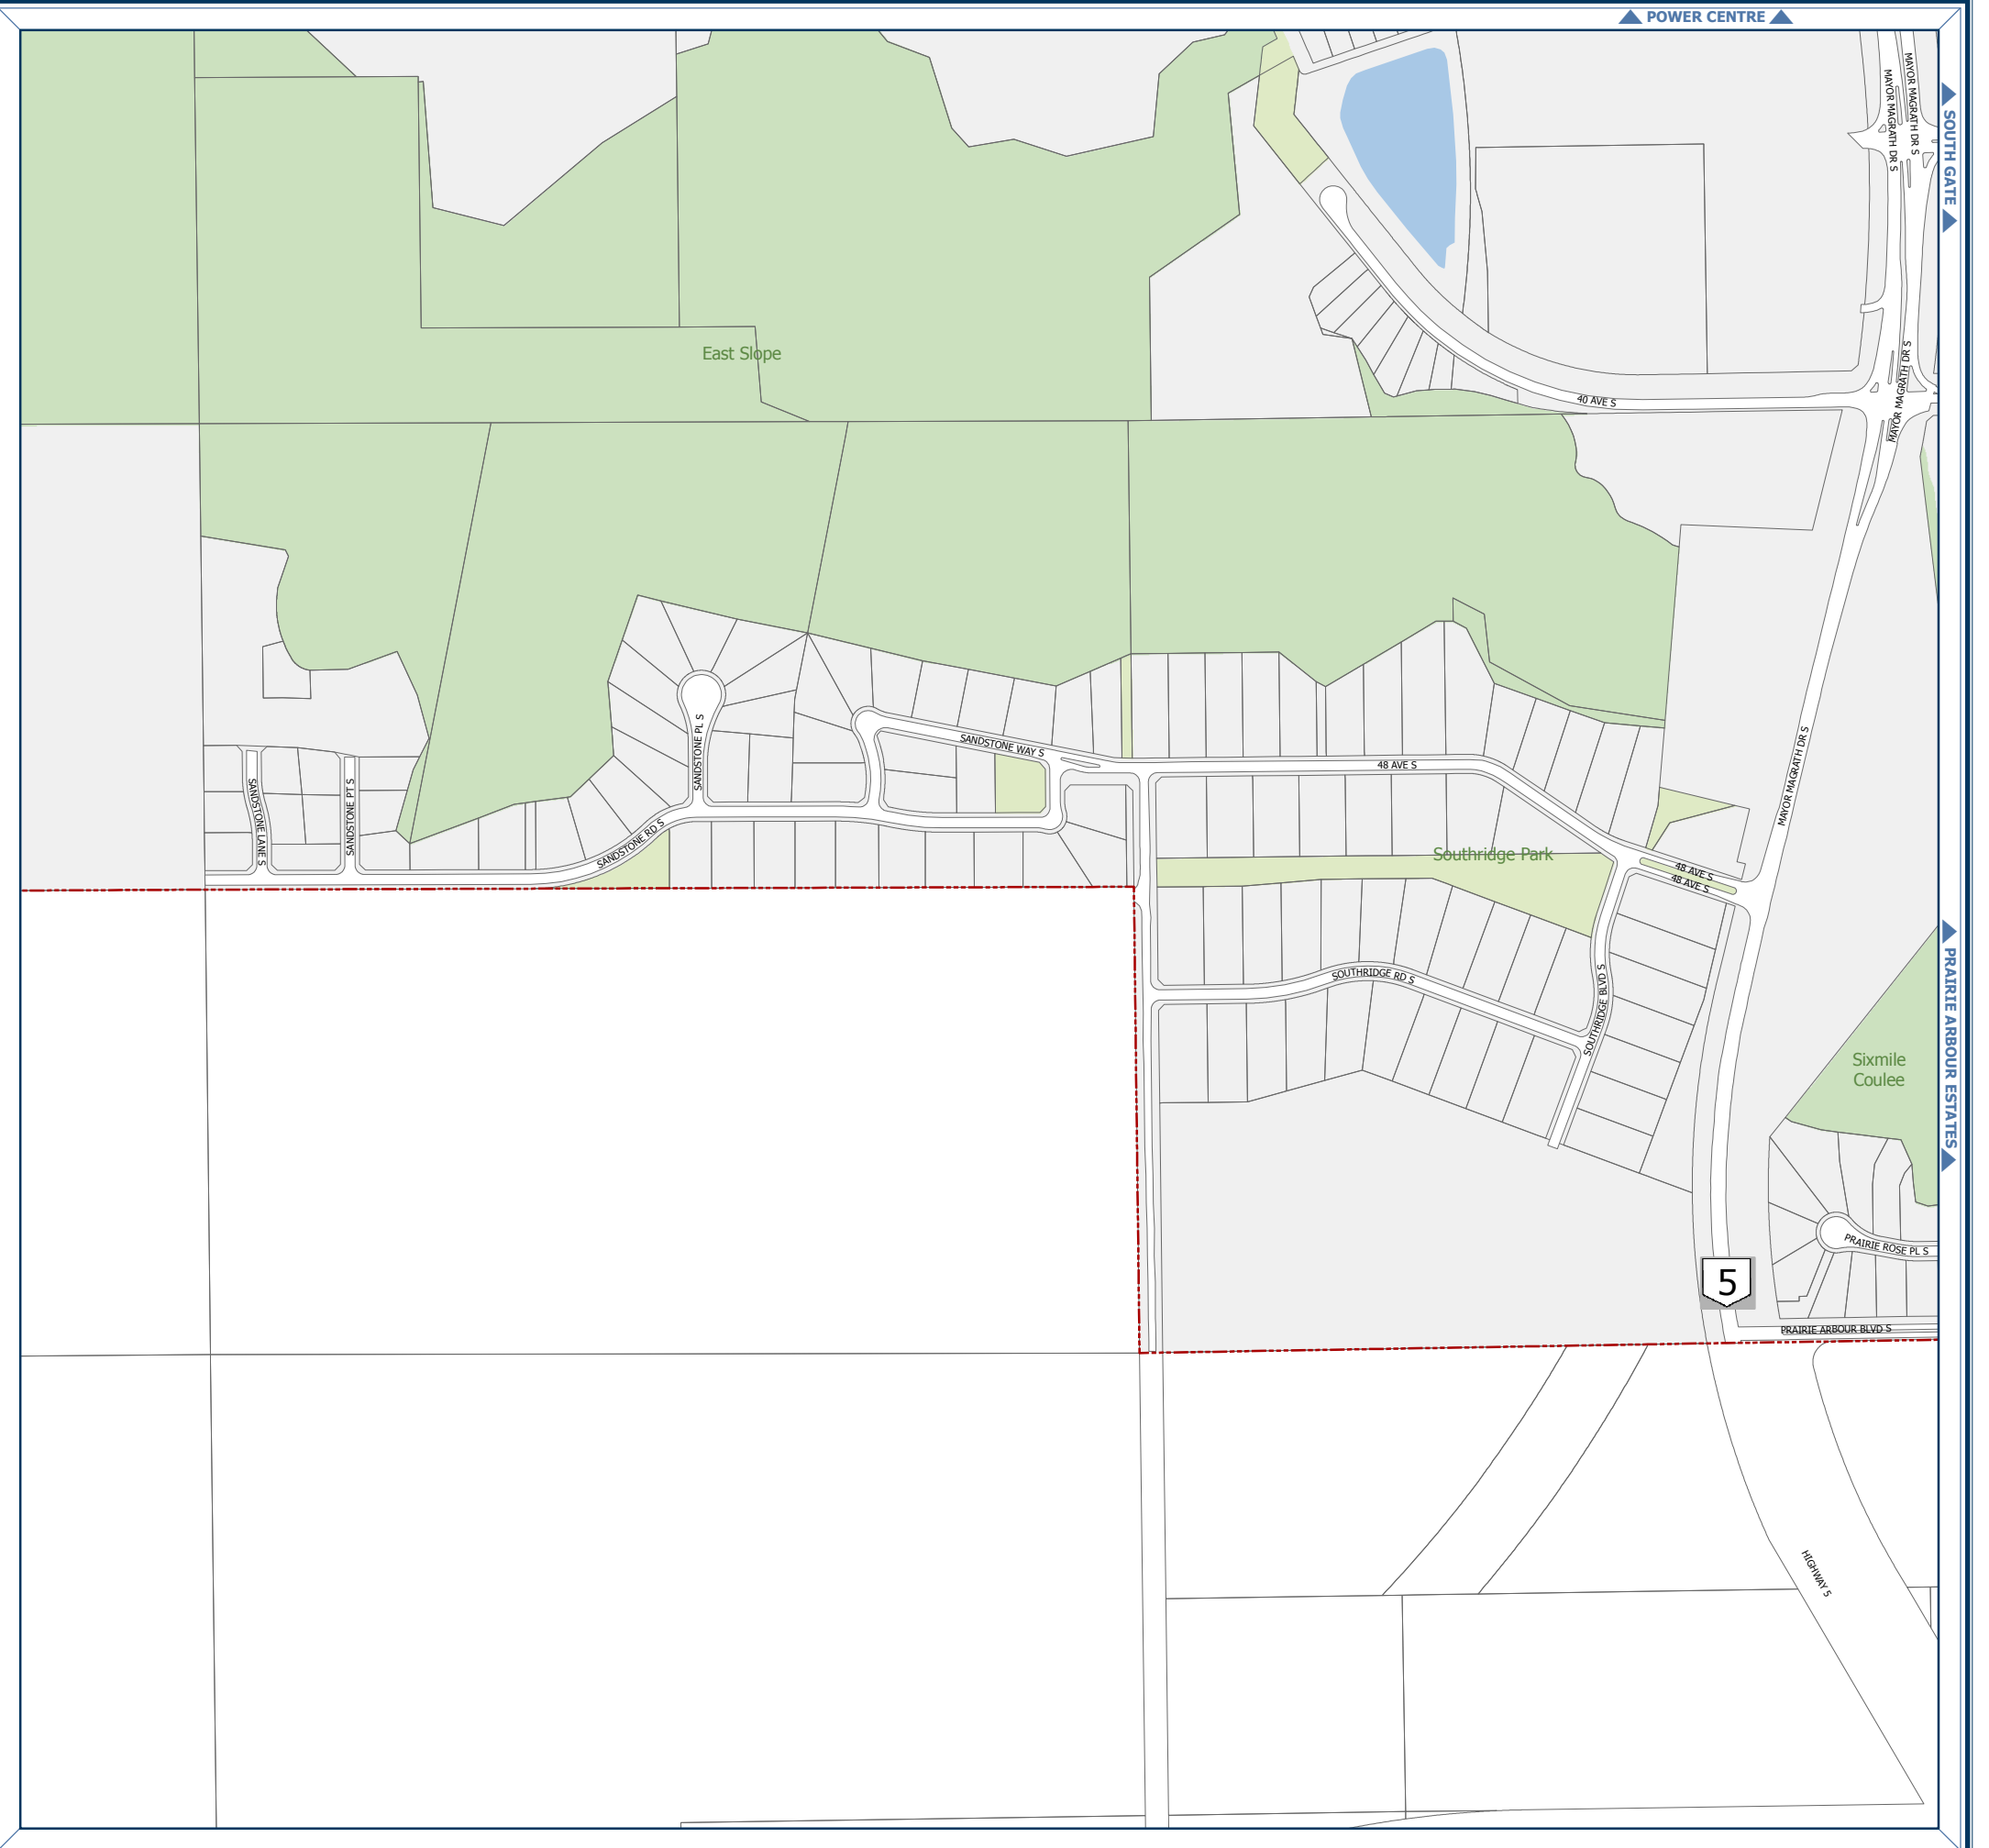 POWER CENTRE
MAYOR MAGRATH DR S
MAYOR MAGRATH DR S
SOUTH GATE
East Slope
40 AVE S
MAYOR MAGRATH DR S
SANDSTONE PL S
SANDSTONE WAY S
48 AVE S
MAYOR MAGRATH DR S
SANDSTONE LANE S
SANDSTONE PT S
SANDSTONE RD S
Southridge Park
48 AVE S
48 AVE S
SOUTHRIDGE RD S
SOUTHRIDGE BLVD S
PRAIRIE ARBOUR ESTATES
Sixmile
Coulee
PRAIRIE ROSE PL S
5
PRAIRIE ARBOUR BLVD S
HIGHWAY 5